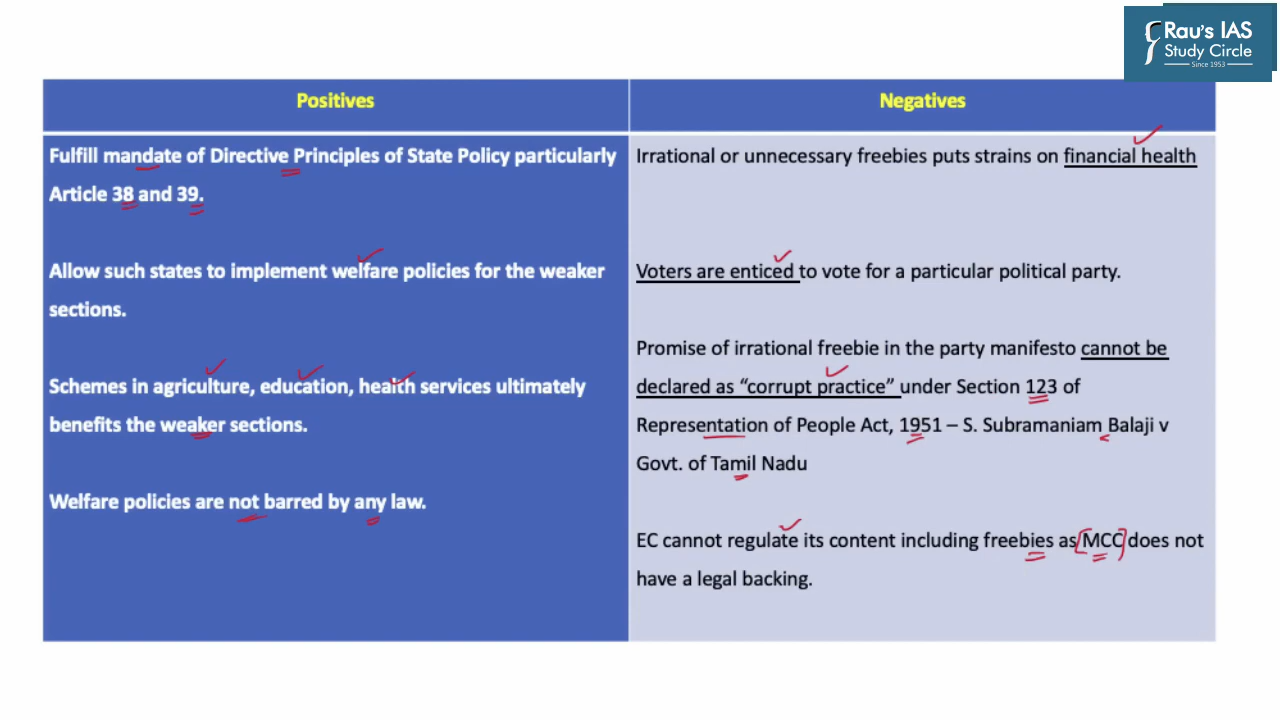 Rau's IAS
Study Circle
Since 1953
Positives
Negatives
Fulfill mandate of Directive Principles of State Policy particularly
Article 38 and 39.
Allow such states to implement welfare policies for the weaker
sections.
Schemes in agriculture, education, health services ultimately
benefits the weaker sections.
Welfare policies are not barred by any law.
Irrational or unnecessary freebies puts strains on financial health
Voters are enticed to vote for a particular political party.
Promise of irrational freebie in the party manifesto cannot be
declared as “corrupt practice” under Section 123 of
Representation of People Act, 1951 – S. Subramaniam Balaji v
Govt. of Tamil Nadu
EC cannot regulate its content including freebies as MCC does not
have a legal backing.